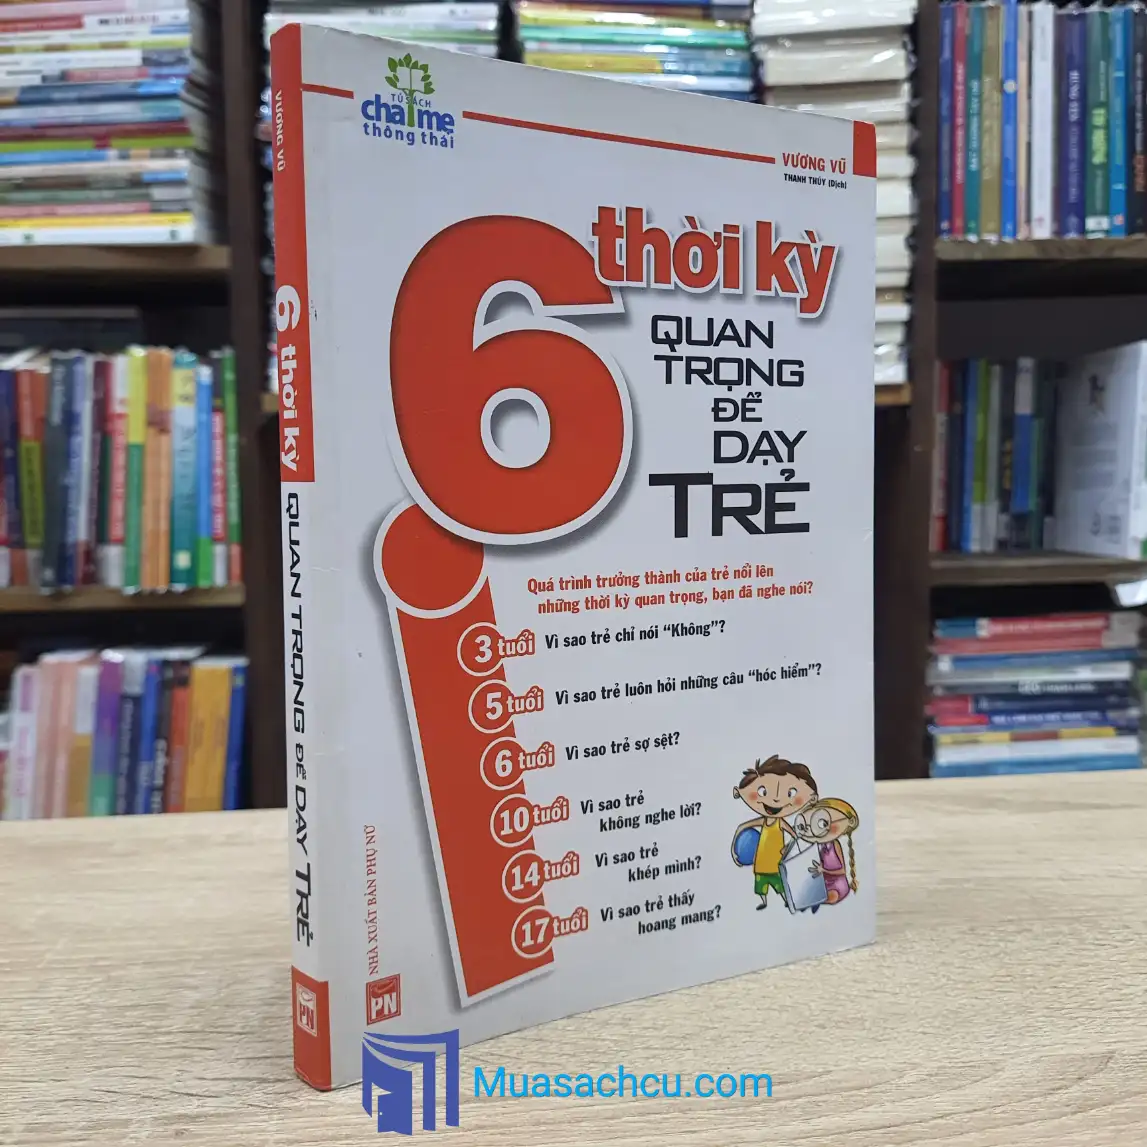 TỦ SÁCH
cha mẹ
thông thái
VƯƠNG VŨ
THANH THÚY (Dịch)
6 thời kỳ
QUAN
TRỌNG
ĐỂ
DẠY
TRẺ
Quá trình trưởng thành của trẻ nổi lên
những thời kỳ quan trọng, bạn đã nghe nói?
3 tuổi Vì sao trẻ chỉ nói “Không”?
5 tuổi Vì sao trẻ luôn hỏi những câu “hóc hiểm”?
6 tuổi Vì sao trẻ sợ sệt?
10 tuổi Vì sao trẻ
không nghe lời?
14 tuổi Vì sao trẻ
khép mình?
17 tuổi Vì sao trẻ thấy
hoang mang?
NHÀ XUẤT BẢN PHỤ NỮ
PN
VƯƠNG VŨ
6 thời kỳ QUAN TRỌNG ĐỂ DẠY TRẺ
PN
Muasachcu.com